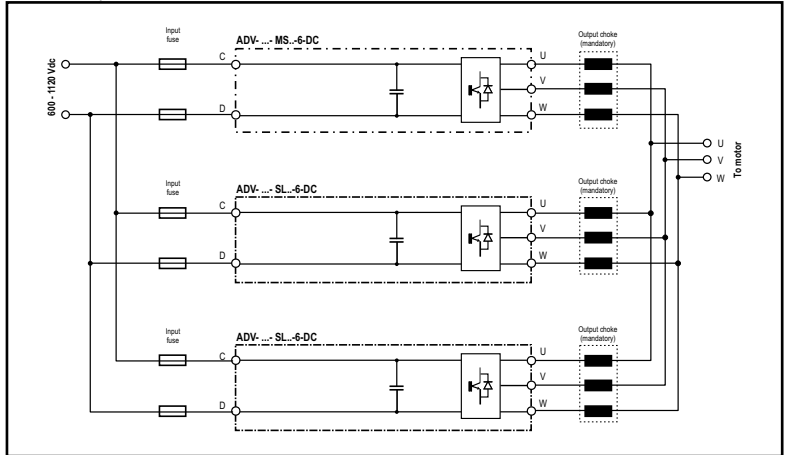 Input
fuse
ADV- ...- MS..-6-DC
Output choke
(mandatory)
C
U
V
D
W
600 - 1120 Vdc
U
V
W
To motor
Input
fuse
ADV- ...- SL..-6-DC
Output choke
(mandatory)
C
U
V
D
W
Input
fuse
ADV- ...- SL..-6-DC
Output choke
(mandatory)
C
U
V
D
W